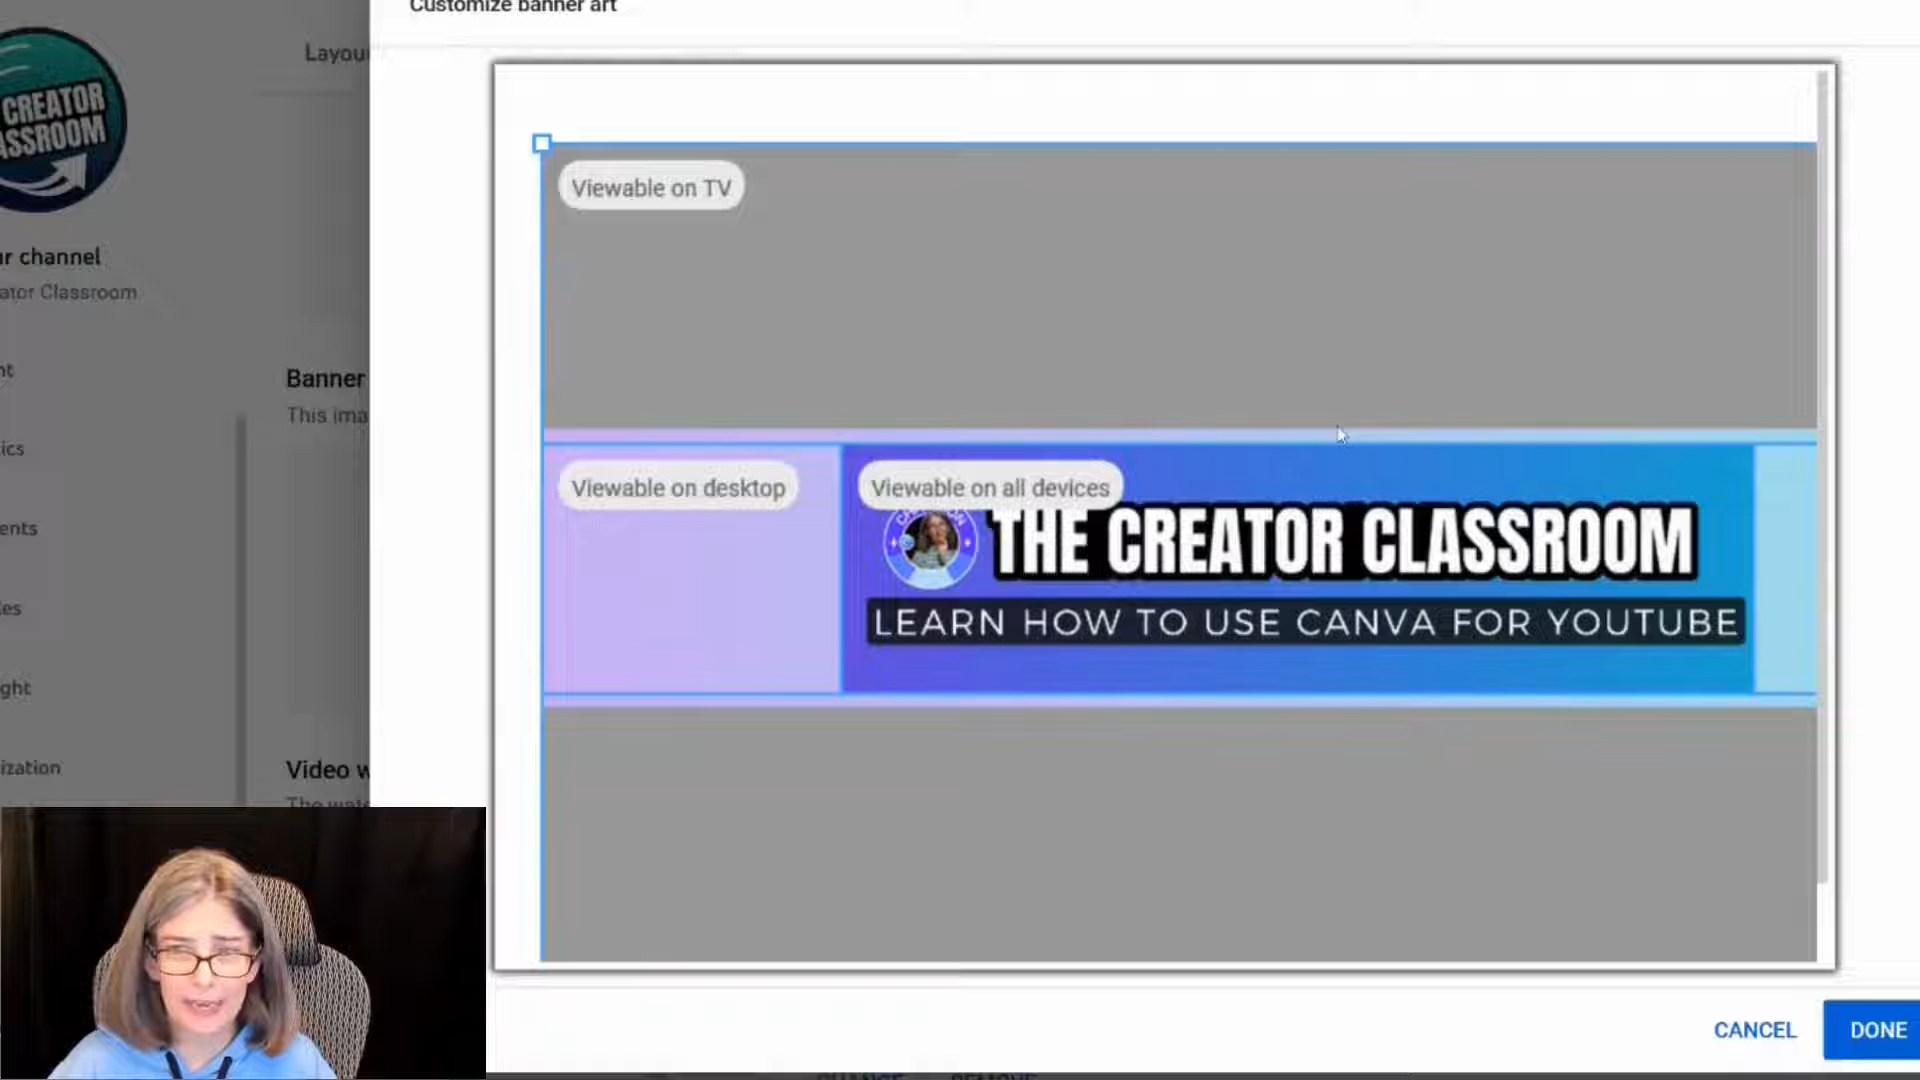 Customize banner art
CREATOR
Layou
Viewable on TV
r channel
ator Classroom
nt
Banner
This ima
ics
Viewable on desktop
Viewable on all devices
THE CREATOR CLASSROOM
ents
LEARN HOW TO USE CANVA FOR YOUTUBE
es
ght
ization
Video w
CANCEL
DONE